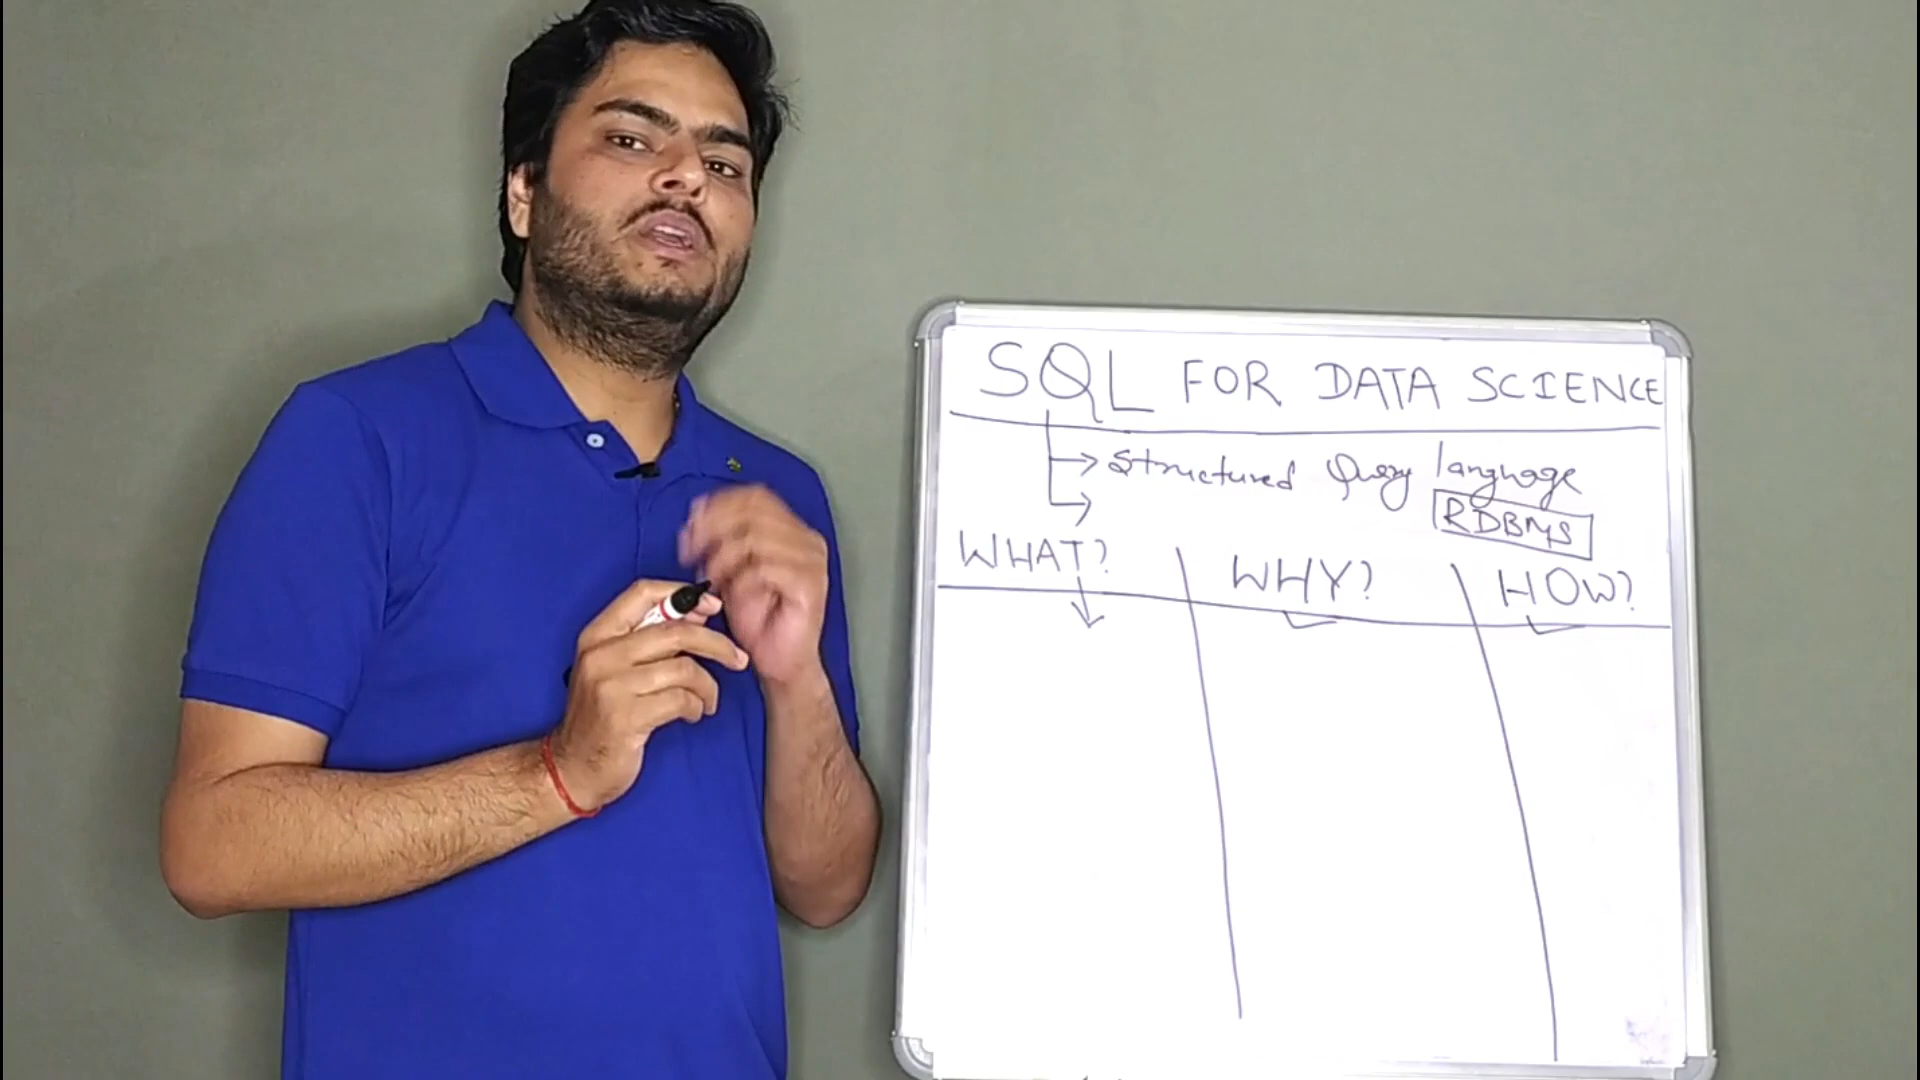 SQL FOR DATA SCIENCE
Structured Query language
RDBMS
WHAT? WHY? HOW?